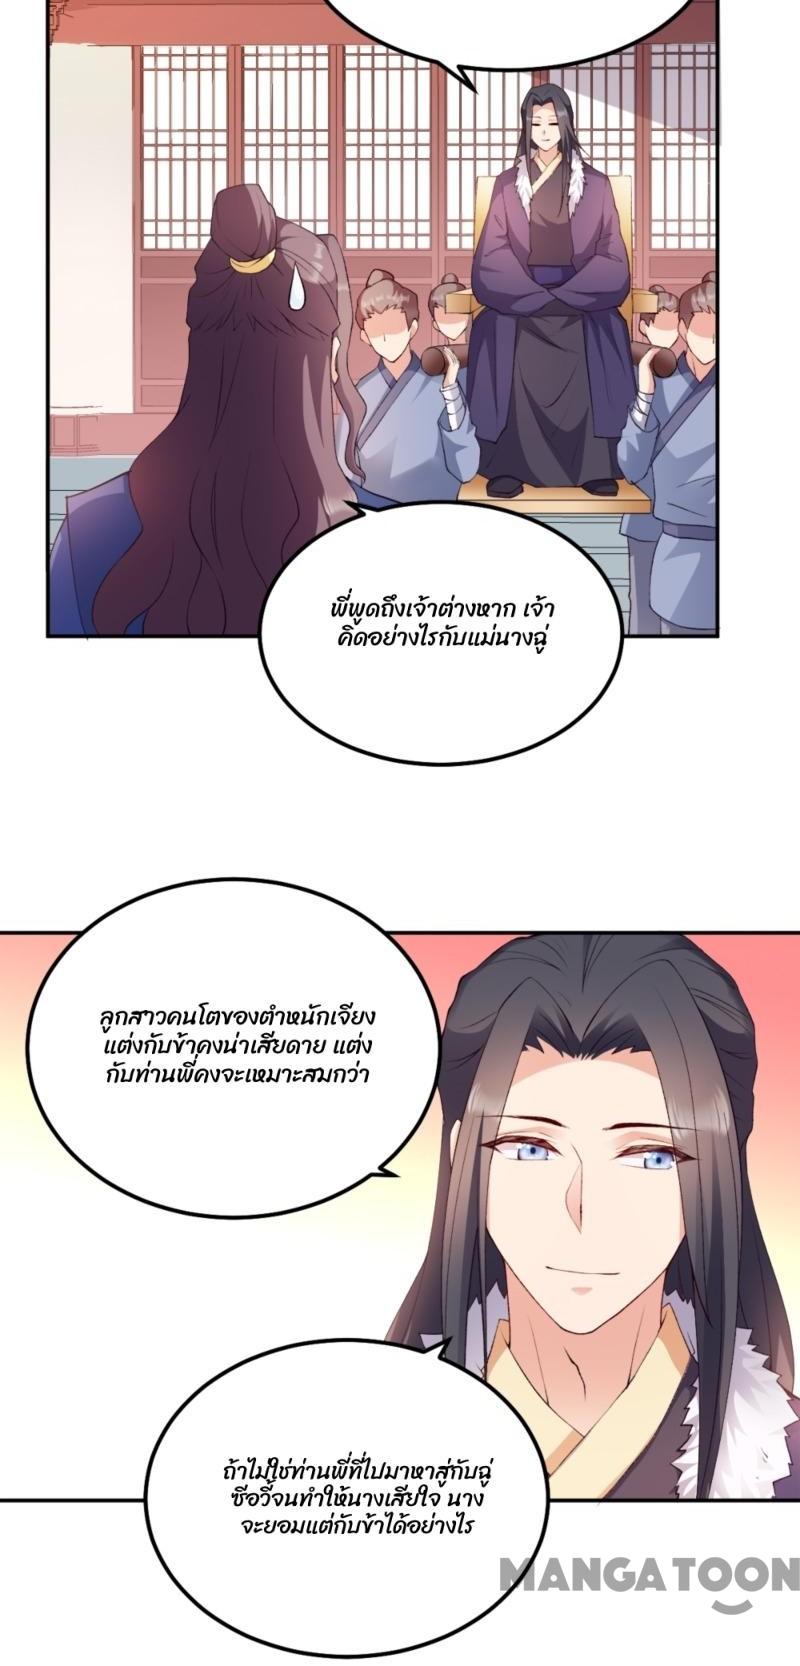 พี่พูดถึงเจ้าต่างหาก เจ้า
คิดอย่างไรกับแม่นางฉู่
ลูกสาวคนโตของตำหนักเจียง
แต่งกับข้าคงน่าเสียดาย แต่ง
กับท่านพี่คงจะเหมาะสมกว่า
ถ้าไม่ใช่ท่านพี่ที่ไปมาหาสู่กับฉู่
ซีอวี้จนทำให้นางเสียใจ นาง
จะยอมแต่กับข้าได้อย่างไร
MANGATOON